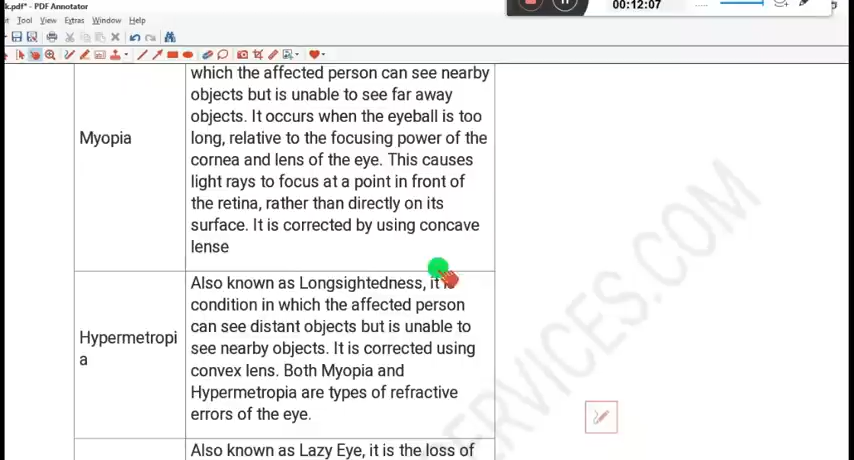 k.pdf* - PDF Annotator
00:12:07
Tool View Extras Window Help
which the affected person can see nearby
objects but is unable to see far away
objects. It occurs when the eyeball is too
Myopia
long, relative to the focusing power of the
cornea and lens of the eye. This causes
light rays to focus at a point in front of
the retina, rather than directly on its
surface. It is corrected by using concave
lense
Also known as Longsightedness, it
condition in which the affected person
can see distant objects but is unable to
Hypermetropi
a
see nearby objects. It is corrected using
convex lens. Both Myopia and
Hypermetropia are types of refractive
errors of the eye.
Also known as Lazy Eye, it is the loss of
ERVICES.COM